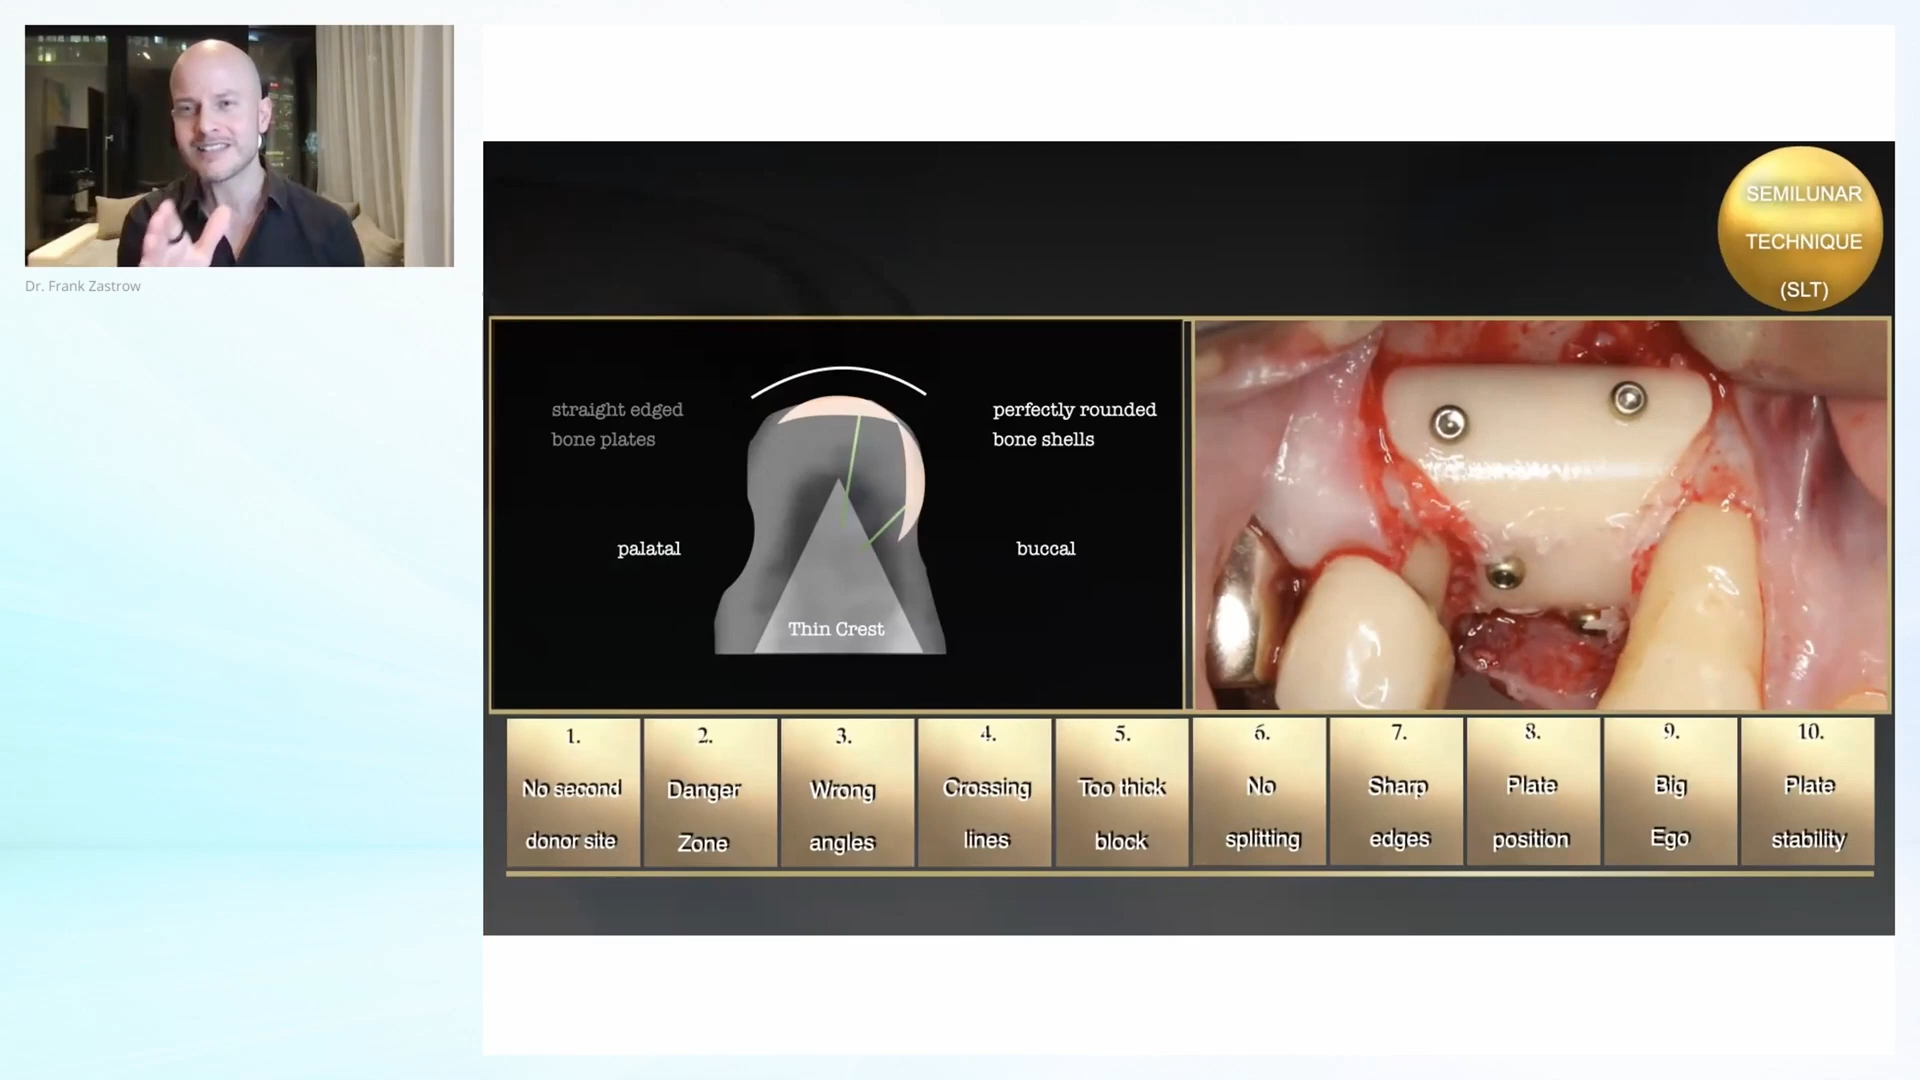 Dr. Frank Zastrow
SEMILUNAR
TECHNIQUE
(SLT)
straight edged
bone plates
perfectly rounded
bone shells
palatal
buccal
Thin Crest
1.
No second
donor site
2.
Danger
Zone
3.
Wrong
angles
4.
Crossing
lines
5.
Too thick
block
6.
No
splitting
7.
Sharp
edges
8.
Plate
position
9.
Big
Ego
10.
Plate
stability